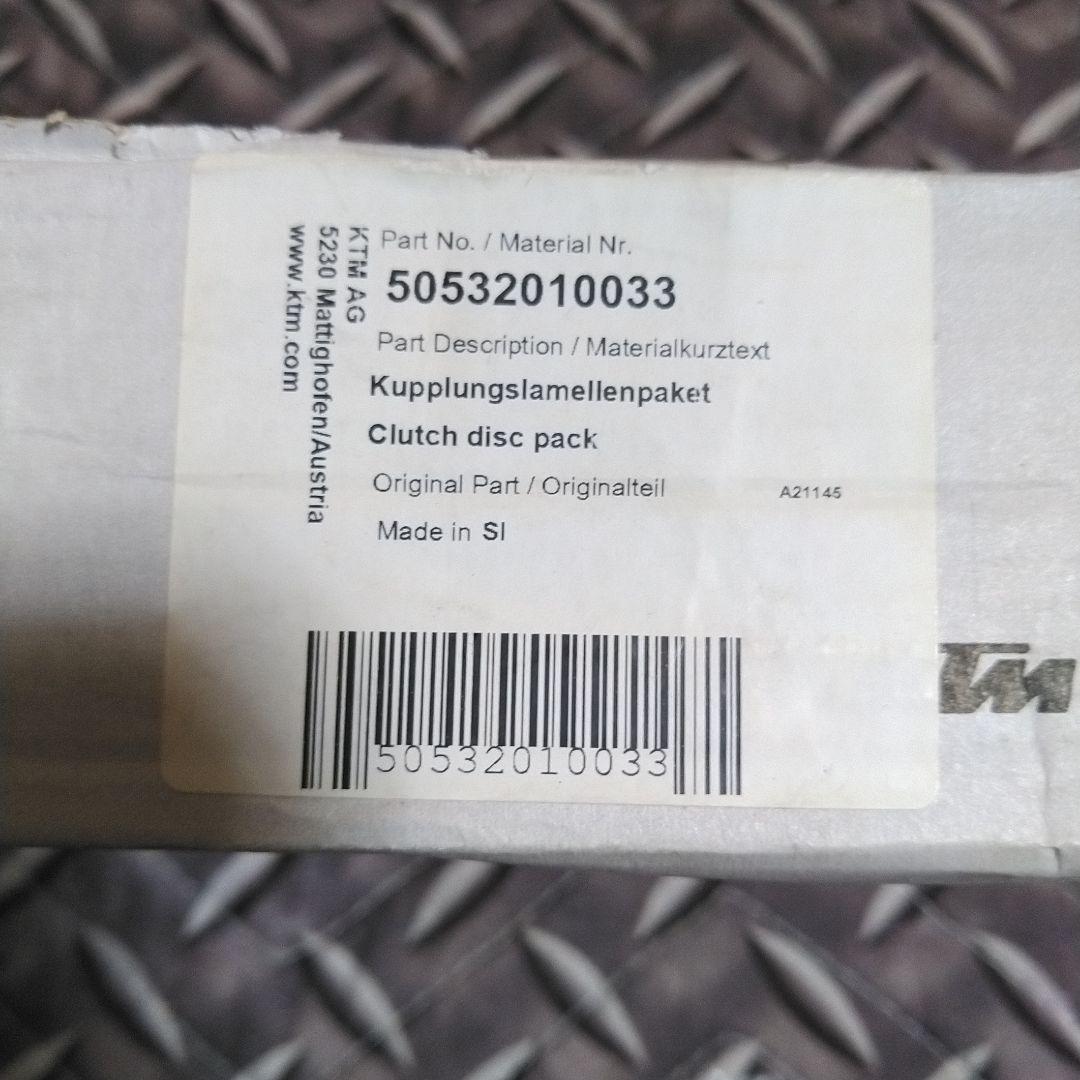 KTM AG
5230 Mattighofen/Austria
www.ktm.com
Part No. / Material Nr.
50532010033
Part Description / Materialkurztext
Kupplungslamellenpaket
Clutch disc pack
Original Part / Originalteil
A21145
Made in SI
50532010033
KTM